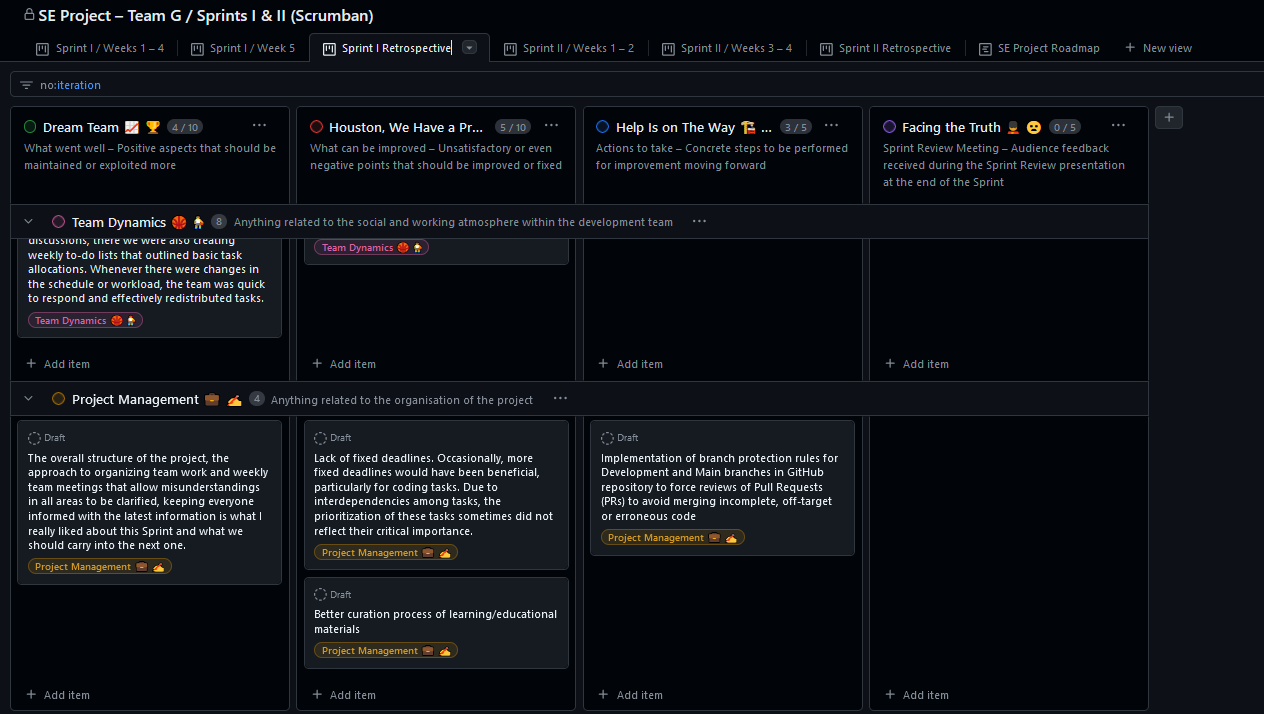 SE Project – Team G / Sprints I & II (Scrumban)
Sprint I / Weeks 1 – 4
Sprint I / Week 5
Sprint I Retrospective
Sprint II / Weeks 1 – 2
Sprint II / Weeks 3 – 4
Sprint II Retrospective
SE Project Roadmap
New view
no:iteration
Dream Team 📈 🏆 4 / 10
What went well – Positive aspects that should be
maintained or exploited more
Houston, We Have a Pr... 5 / 10
What can be improved – Unsatisfactory or even
negative points that should be improved or fixed
Help Is on The Way 🏗️ ... 3 / 5
Actions to take – Concrete steps to be performed
for improvement moving forward
Facing the Truth 💂 😧 0 / 5
Sprint Review Meeting – Audience feedback
received during the Sprint Review presentation
at the end of the Sprint
Team Dynamics 8 Anything related to the social and working atmosphere within the development team
discussions, there we were also creating
weekly to-do lists that outlined basic task
allocations. Whenever there were changes in
the schedule or workload, the team was quick
to respond and effectively redistributed tasks.
Team Dynamics
Add item
Team Dynamics
Add item
Add item
Add item
Project Management 💼 ✍️ 4 Anything related to the organisation of the project
Draft
The overall structure of the project, the
approach to organizing team work and weekly
team meetings that allow misunderstandings
in all areas to be clarified, keeping everyone
informed with the latest information is what I
really liked about this Sprint and what we
should carry into the next one.
Project Management 💼 ✍️
Add item
Draft
Lack of fixed deadlines. Occasionally, more
fixed deadlines would have been beneficial,
particularly for coding tasks. Due to
interdependencies among tasks, the
prioritization of these tasks sometimes did not
reflect their critical importance.
Project Management 💼 ✍️
Draft
Better curation process of learning/educational
materials
Project Management 💼 ✍️
Add item
Draft
Implementation of branch protection rules for
Development and Main branches in GitHub
repository to force reviews of Pull Requests
(PRs) to avoid merging incomplete, off-target
or erroneous code
Project Management 💼 ✍️
Add item
Add item